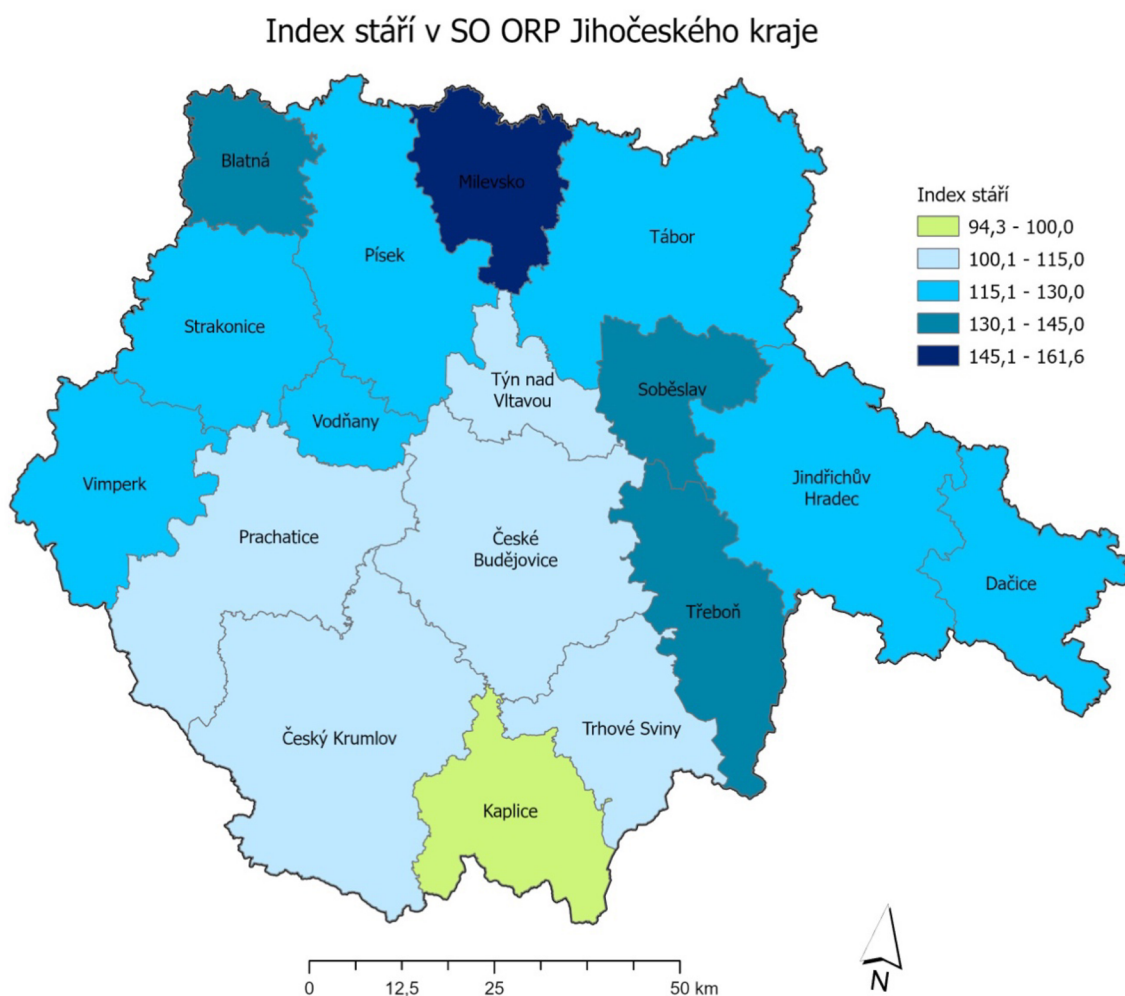 Index stáří v SO ORP Jihočeského kraje
Blatná
Milevsko
Index stáří
94,3 - 100,0
100,1 - 115,0
115,1 - 130,0
130,1 - 145,0
145,1 - 161,6
Písek
Tábor
Strakonice
Týn nad
Vltavou
Soběslav
Vodňany
Vimperk
Jindřichův
Hradec
Prachatice
České
Budějovice
Dačice
Třeboň
Český Krumlov
Trhové Sviny
Kaplice
0 12,5 25 50 km
N